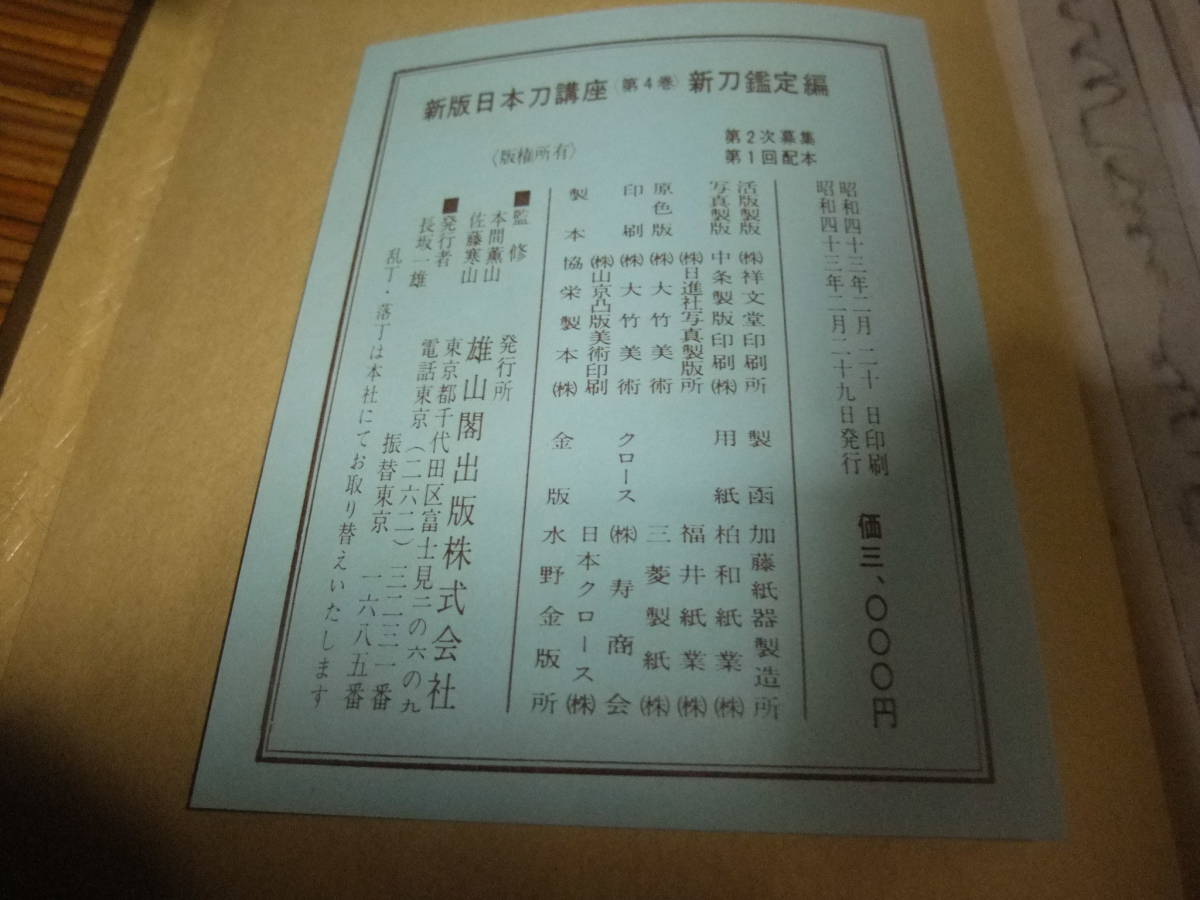 新版日本刀講座〈第4巻〉新刀鑑定編
〈版権所有〉
第2次募集
第1回配本
昭和四十三年二月二十日印刷
昭和四十三年二月二十九日発行
価三、〇〇〇円
活版製版 ㈱祥文堂印刷所
写真製版 中条製版印刷㈱
㈱日進社写真製版所
原色版 ㈱大竹美術
印刷 ㈱大竹美術
㈱山京凸版美術印刷
製本 協栄製本㈱
製函 加藤紙器製造所
用紙 柏和紙業㈱
福井紙業㈱
三菱製紙㈱
クロース ㈱寿商会
日本クロース㈱
金版 水野金版所
■監修
本間薫山
佐藤寒山
■発行者
長坂一雄
発行所
雄山閣出版株式会社
東京都千代田区富士見二の六の九
電話東京(二六二)三二三一番
振替東京 一六八五番
乱丁・落丁は本社にてお取り替えいたします